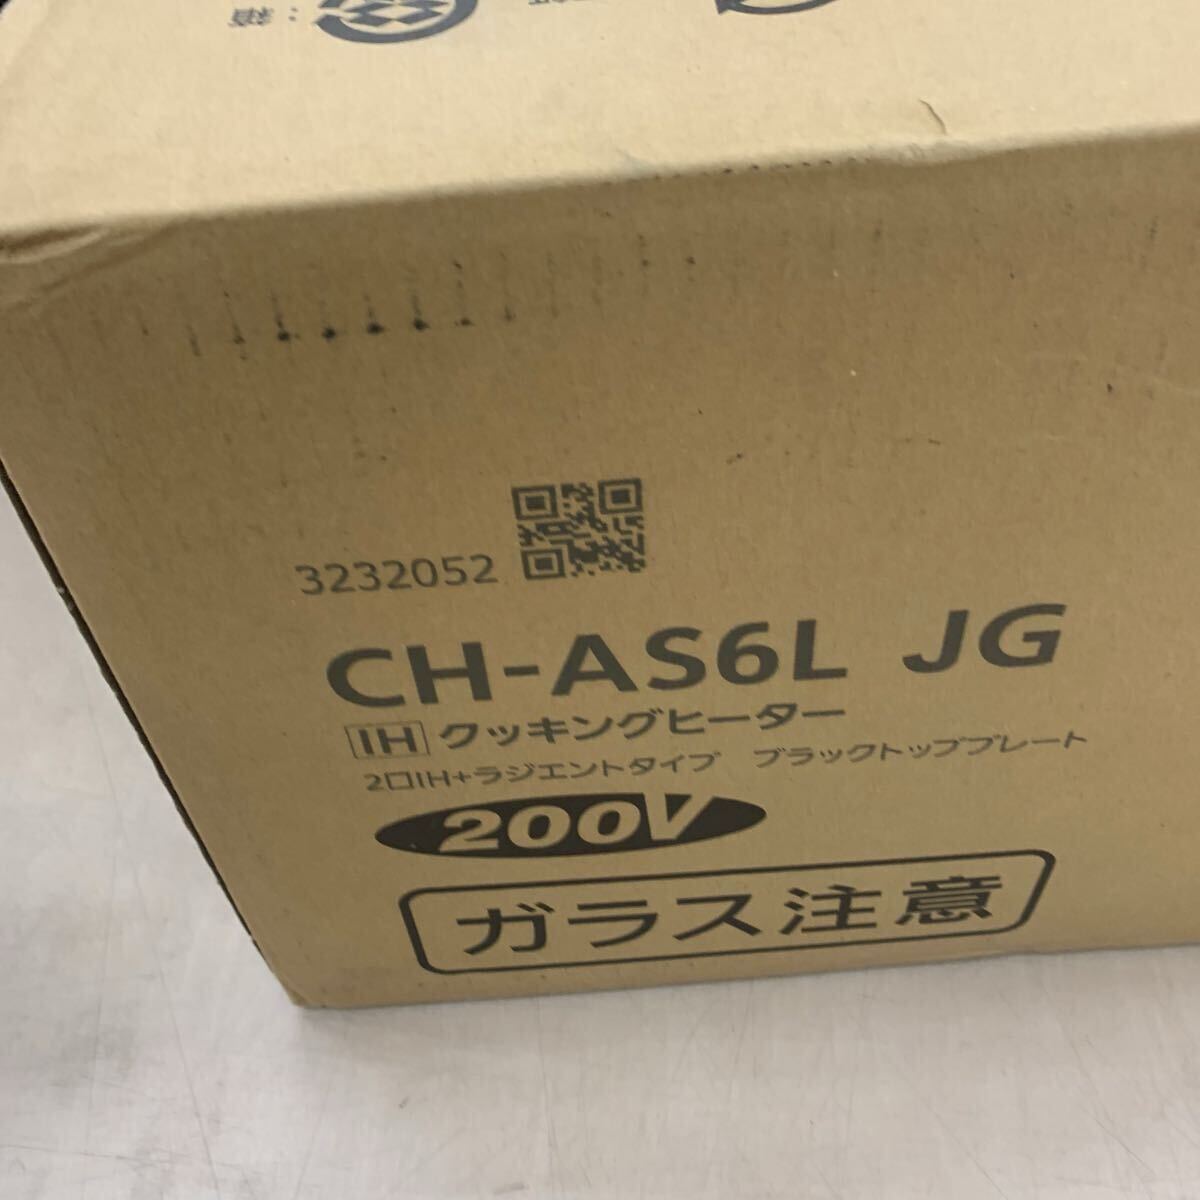 箱：
3232052
CH-AS6L JG
IH クッキングヒーター
2口IH+ラジエントタイプ ブラックトッププレート
200V
ガラス注意